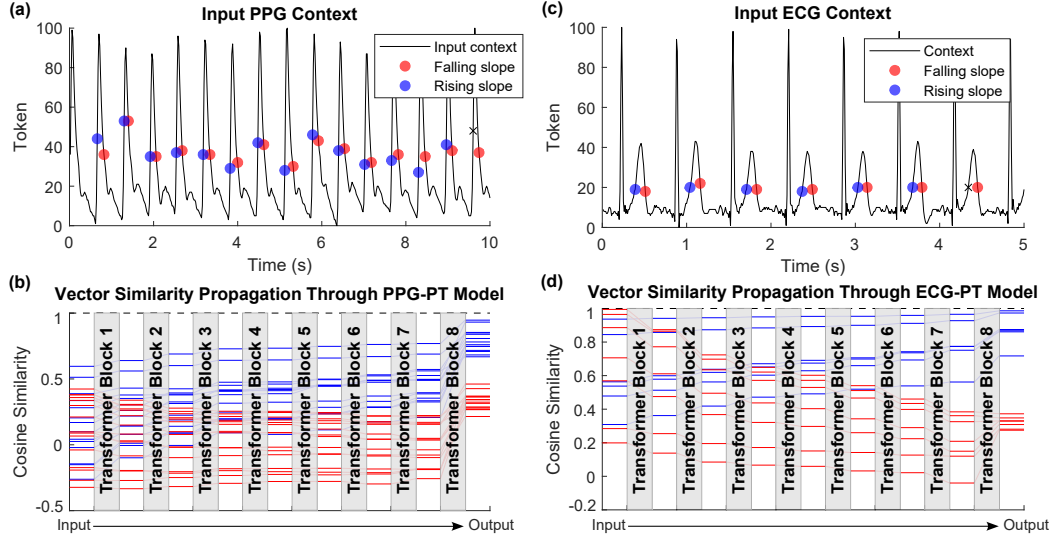 (a)
Input PPG Context
100
80
60
40
20
0
Token
Input context
Falling slope
Rising slope
0 2 4 6 8 10
Time (s)
(c)
Input ECG Context
100
80
60
40
20
0
Token
Context
Falling slope
Rising slope
0 1 2 3 4 5
Time (s)
(b)
Vector Similarity Propagation Through PPG-PT Model
1
0.5
0
-0.5
Cosine Similarity
Transformer Block 1
Transformer Block 2
Transformer Block 3
Transformer Block 4
Transformer Block 5
Transformer Block 6
Transformer Block 7
Transformer Block 8
Input
Output
(d)
Vector Similarity Propagation Through ECG-PT Model
1
0.8
0.6
0.4
0.2
0
-0.2
Cosine Similarity
Transformer Block 1
Transformer Block 2
Transformer Block 3
Transformer Block 4
Transformer Block 5
Transformer Block 6
Transformer Block 7
Transformer Block 8
Input
Output